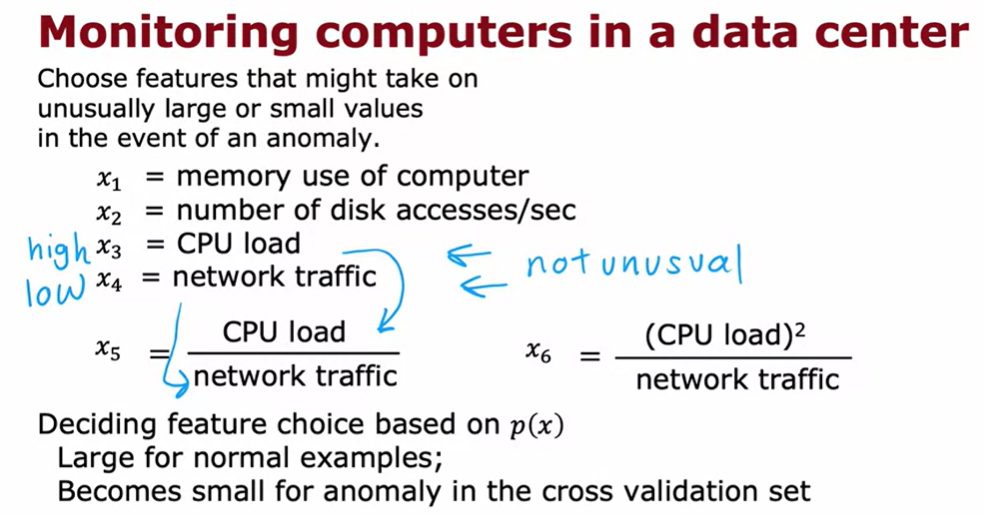 Monitoring computers in a data center
Choose features that might take on
unusually large or small values
in the event of an anomaly.
x₁ = memory use of computer
x₂ = number of disk accesses/sec
high x₃ = CPU load
low x₄ = network traffic
not unusual
x₅ = CPU load / network traffic
x₆ = (CPU load)² / network traffic
Deciding feature choice based on p(x)
Large for normal examples;
Becomes small for anomaly in the cross validation set